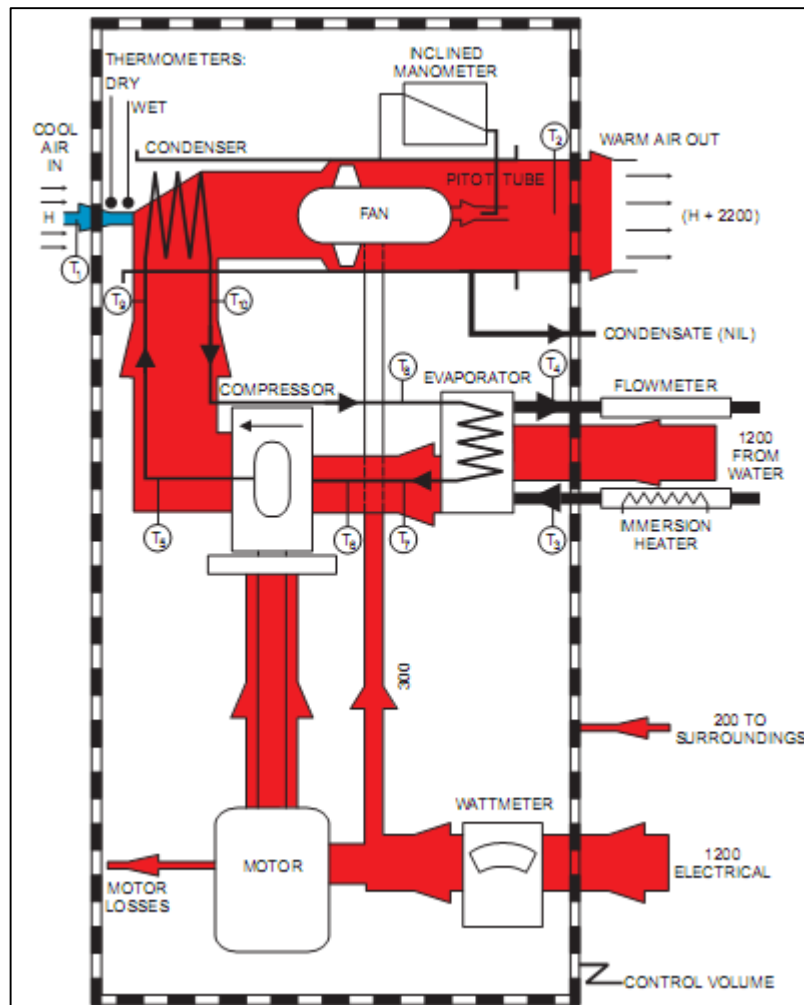 THERMOMETERS:
DRY
WET
INCLINED
MANOMETER
COOL
AIR
IN
CONDENSER
T2
WARM AIR OUT
PITOT TUBE
FAN
H
(H + 2200)
T1
T9
T10
CONDENSATE (NIL)
COMPRESSOR
T8
EVAPORATOR
T4
FLOWMETER
1200
FROM
WATER
T5
T6
T7
T3
IMMERSION
HEATER
300
200 TO
SURROUNDINGS
WATTMETER
MOTOR
1200
ELECTRICAL
MOTOR
LOSSES
CONTROL VOLUME